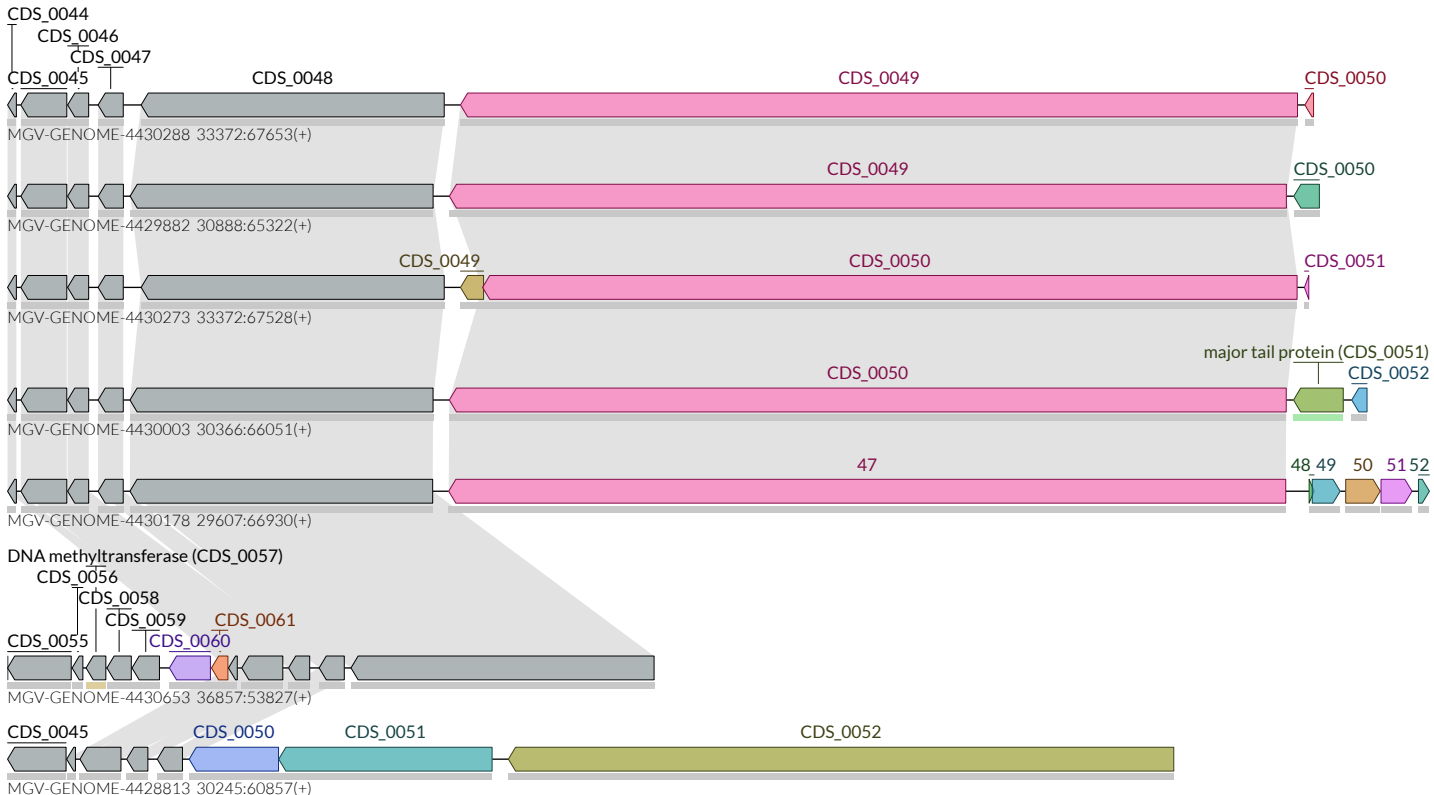 CDS_0044
CDS_0046
CDS_0047
CDS_0045 CDS_0048 CDS_0049 CDS_0050
MGV-GENOME-4430288 33372:67653(+)
CDS_0049 CDS_0050
MGV-GENOME-4429882 30888:65322(+)
CDS_0049 CDS_0050 CDS_0051
MGV-GENOME-4430273 33372:67528(+)
major tail protein (CDS_0051)
CDS_0050 CDS_0052
MGV-GENOME-4430003 30366:66051(+)
47 48 49 50 51 52
MGV-GENOME-4430178 29607:66930(+)
DNA methyltransferase (CDS_0057)
CDS_0056
CDS_0058
CDS_0059 CDS_0061
CDS_0055 CDS_0060
MGV-GENOME-4430653 36857:53827(+)
CDS_0045 CDS_0050 CDS_0051 CDS_0052
MGV-GENOME-4428813 30245:60857(+)